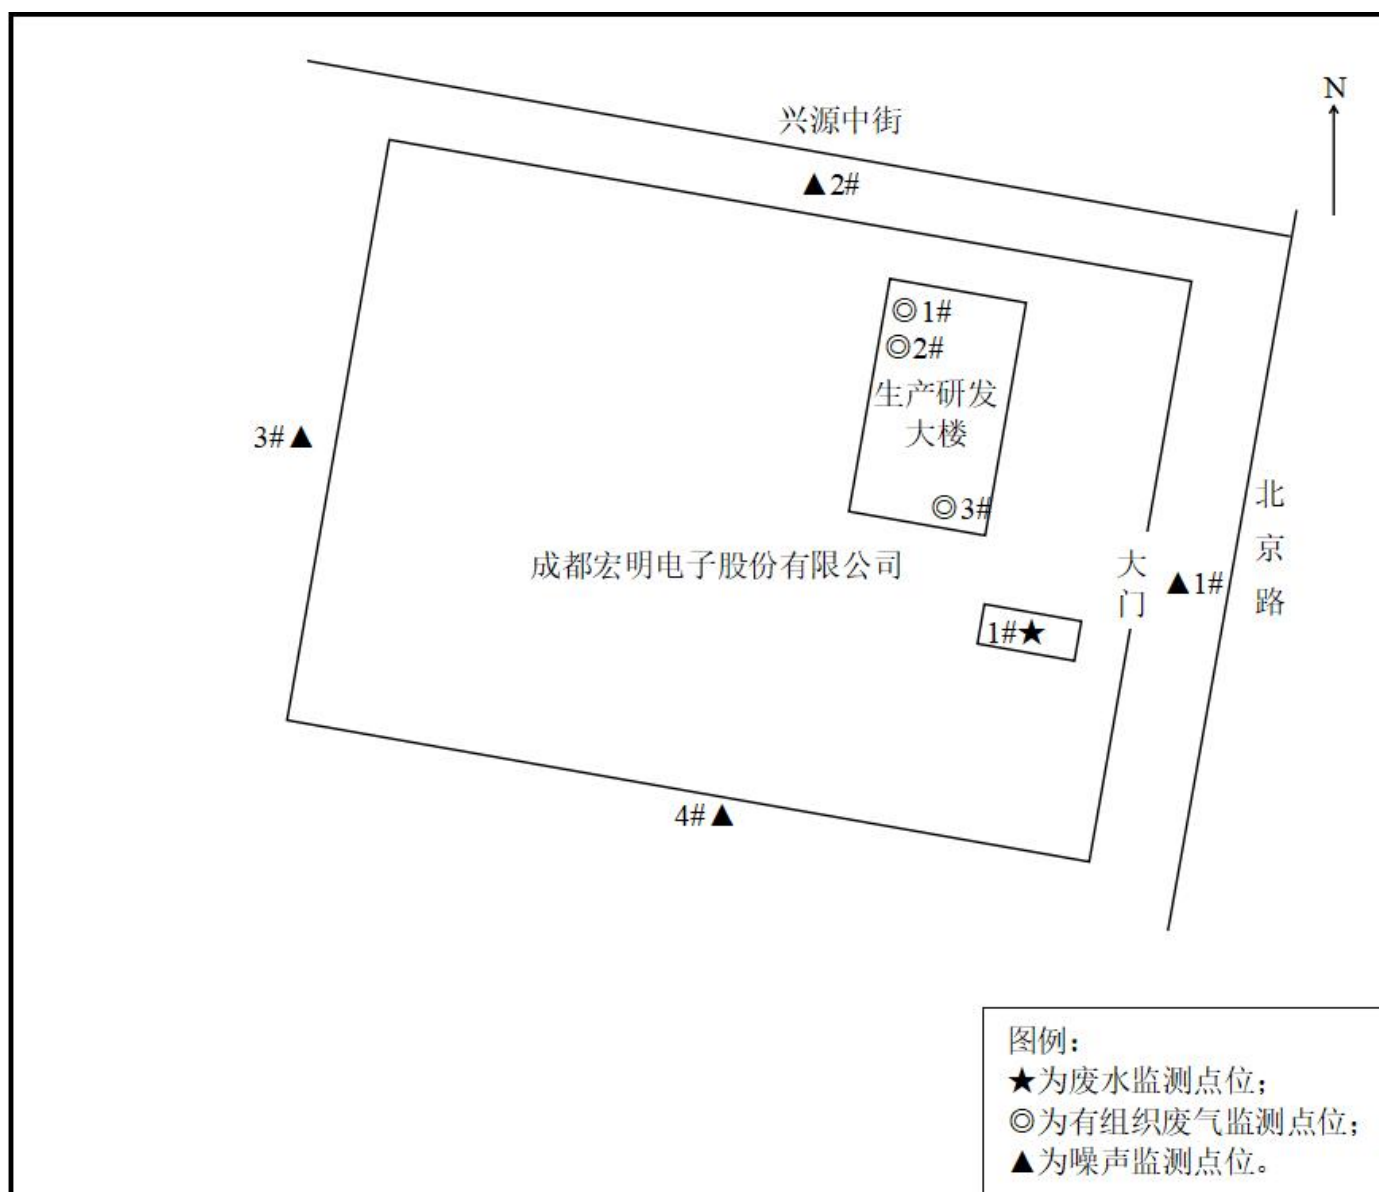 兴源中街
N
▲2#
◎1#
◎2#
生产研发
大楼
3#▲
◎3#
北京路
成都宏明电子股份有限公司
大门
▲1#
1#★
4#▲
图例：
★为废水监测点位；
◎为有组织废气监测点位；
▲为噪声监测点位。